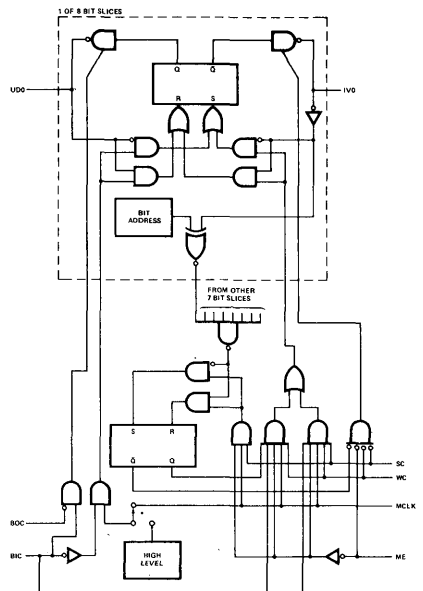 1 OF 8 BIT SLICES
Q
Q̅
UD0
IV0
R
S
BIT
ADDRESS
FROM OTHER
7 BIT SLICES
S
R
Q̅
Q
SC
WC
MCLK
BOC
BIC
HIGH
LEVEL
ME